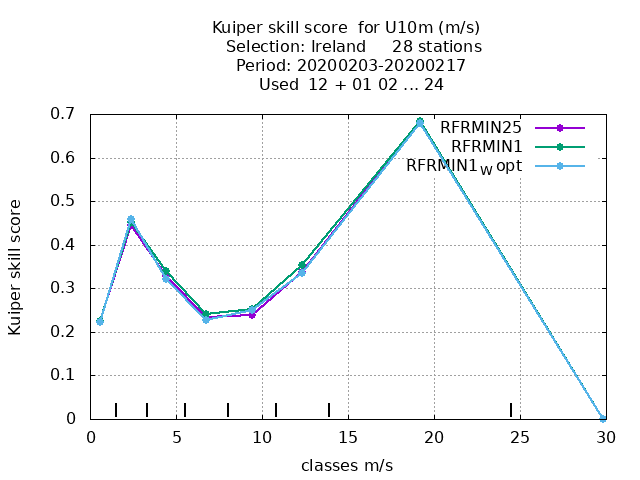 Kuiper skill score  for U10m (m/s)
Selection: Ireland     28 stations
Period: 20200203-20200217
Used  12 + 01 02 ... 24
RFRMIN25
RFRMIN1
RFRMIN1W opt
Kuiper skill score
0.7
0.6
0.5
0.4
0.3
0.2
0.1
0
0 5 10 15 20 25 30
classes m/s